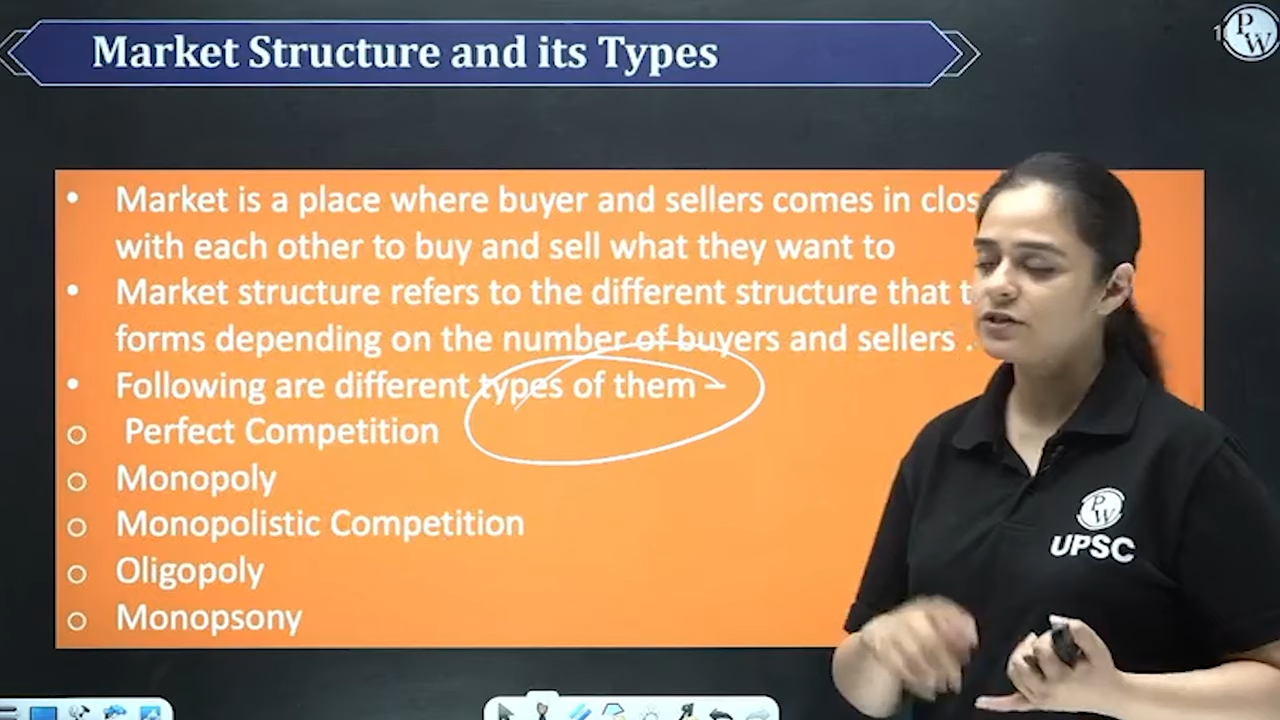 Market Structure and its Types
PW
• Market is a place where buyer and sellers comes in
with each other to buy and sell what they want to
• Market structure refers to the different structure that
forms depending on the number of buyers and sellers .
• Following are different types of them –
o Perfect Competition
o Monopoly
o Monopolistic Competition
o Oligopoly
o Monopsony
PW
UPSC